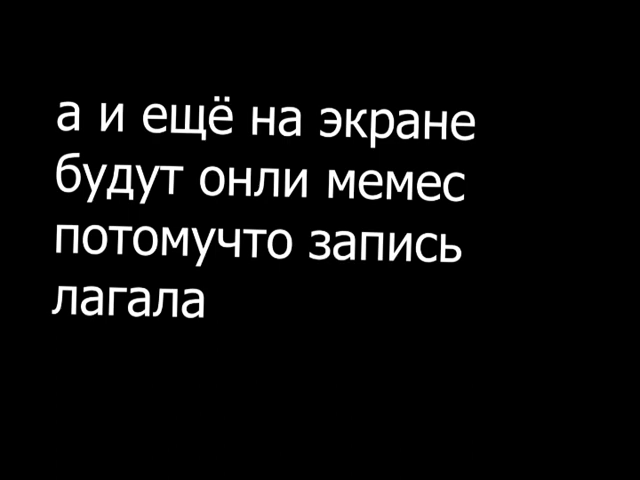 а и ещё на экране
будут онли мемес
потомучто запись
лагала